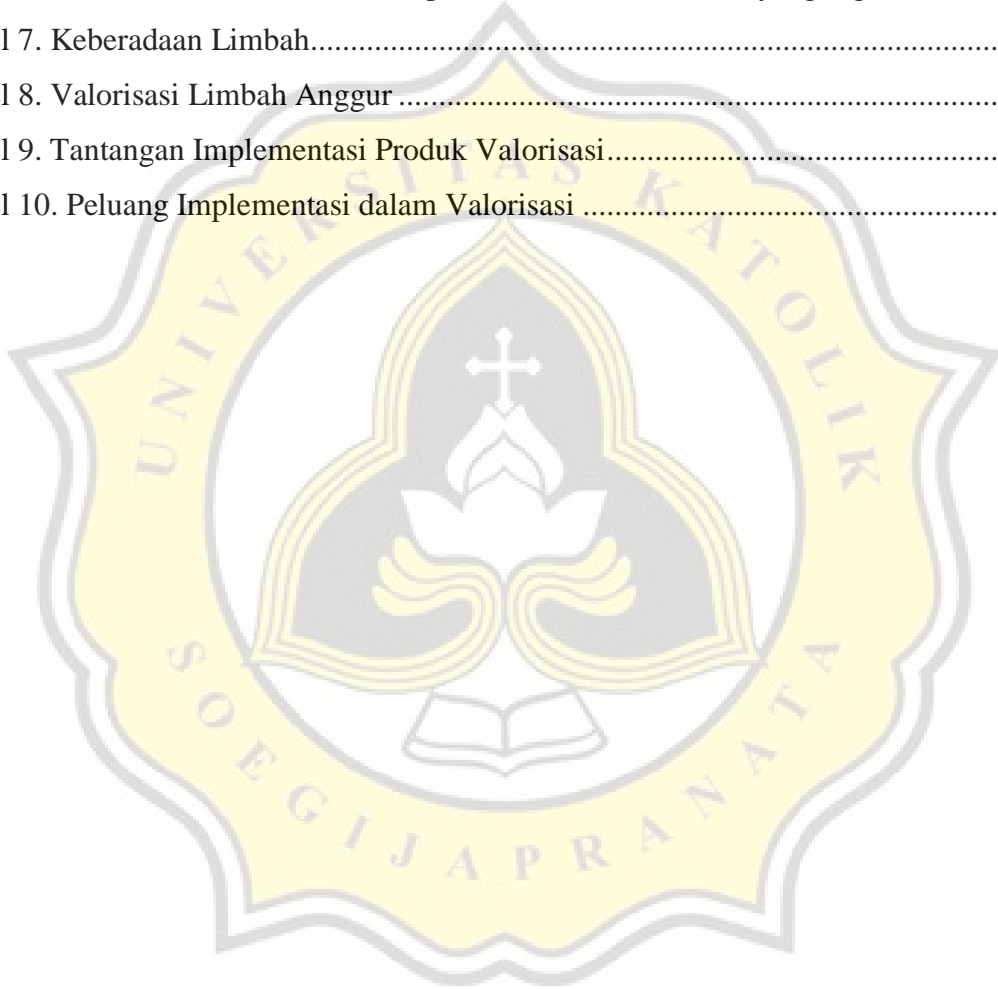 l 7. Keberadaan Limbah
l 8. Valorisasi Limbah Anggur
l 9. Tantangan Implementasi Produk Valorisasi
l 10. Peluang Implementasi dalam Valorisasi
UNIVERSITAS KATOLIK
SOEGIJAPRANATA